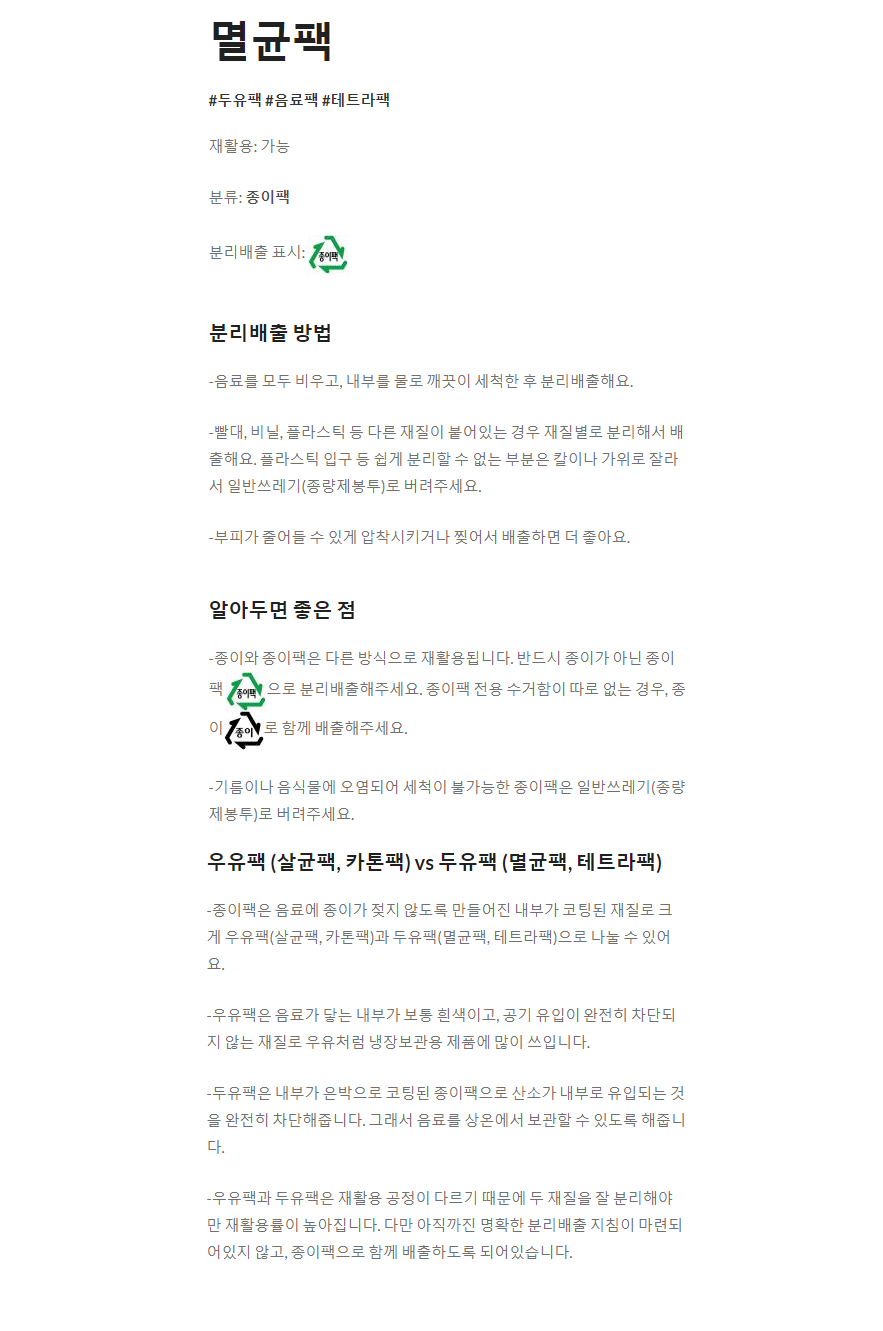 멸균팩
#두유팩 #음료팩 #테트라팩
재활용: 가능
분류: 종이팩
분리배출 표시: 종이팩
분리배출 방법
-음료를 모두 비우고, 내부를 물로 깨끗이 세척한 후 분리배출해요.
-빨대, 비닐, 플라스틱 등 다른 재질이 붙어있는 경우 재질별로 분리해서 배
출해요. 플라스틱 입구 등 쉽게 분리할 수 없는 부분은 칼이나 가위로 잘라
서 일반쓰레기(종량제봉투)로 버려주세요.
-부피가 줄어들 수 있게 압착시키거나 찢어서 배출하면 더 좋아요.
알아두면 좋은 점
-종이와 종이팩은 다른 방식으로 재활용됩니다. 반드시 종이가 아닌 종이
팩 종이팩 으로 분리배출해주세요. 종이팩 전용 수거함이 따로 없는 경우, 종
이 종이 로 함께 배출해주세요.
-기름이나 음식물에 오염되어 세척이 불가능한 종이팩은 일반쓰레기(종량
제봉투)로 버려주세요.
우유팩 (살균팩, 카톤팩) vs 두유팩 (멸균팩, 테트라팩)
-종이팩은 음료에 종이가 젖지 않도록 만들어진 내부가 코팅된 재질로 크
게 우유팩(살균팩, 카톤팩)과 두유팩(멸균팩, 테트라팩)으로 나눌 수 있어
요.
-우유팩은 음료가 닿는 내부가 보통 흰색이고, 공기 유입이 완전히 차단되
지 않는 재질로 우유처럼 냉장보관용 제품에 많이 쓰입니다.
-두유팩은 내부가 은박으로 코팅된 종이팩으로 산소가 내부로 유입되는 것
을 완전히 차단해줍니다. 그래서 음료를 상온에서 보관할 수 있도록 해줍니
다.
-우유팩과 두유팩은 재활용 공정이 다르기 때문에 두 재질을 잘 분리해야
만 재활용률이 높아집니다. 다만 아직까진 명확한 분리배출 지침이 마련되
어있지 않고, 종이팩으로 함께 배출하도록 되어있습니다.